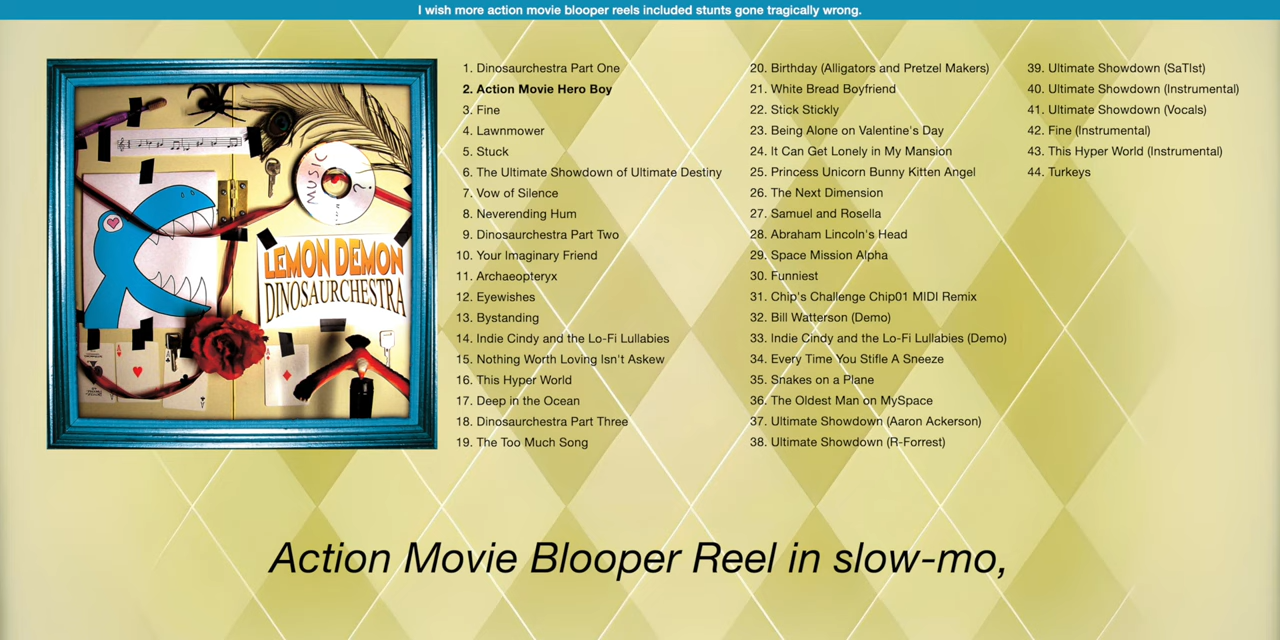 I wish more action movie blooper reels included stunts gone tragically wrong.
MUSIC
LEMON DEMON
DINOSAURCHESTRA
1. Dinosaurchestra Part One
2. Action Movie Hero Boy
3. Fine
4. Lawnmower
5. Stuck
6. The Ultimate Showdown of Ultimate Destiny
7. Vow of Silence
8. Neverending Hum
9. Dinosaurchestra Part Two
10. Your Imaginary Friend
11. Archaeopteryx
12. Eyewishes
13. Bystanding
14. Indie Cindy and the Lo-Fi Lullabies
15. Nothing Worth Loving Isn't Askew
16. This Hyper World
17. Deep in the Ocean
18. Dinosaurchestra Part Three
19. The Too Much Song
20. Birthday (Alligators and Pretzel Makers)
21. White Bread Boyfriend
22. Stick Stickly
23. Being Alone on Valentine's Day
24. It Can Get Lonely in My Mansion
25. Princess Unicorn Bunny Kitten Angel
26. The Next Dimension
27. Samuel and Rosella
28. Abraham Lincoln's Head
29. Space Mission Alpha
30. Funniest
31. Chip's Challenge Chip01 MIDI Remix
32. Bill Watterson (Demo)
33. Indie Cindy and the Lo-Fi Lullabies (Demo)
34. Every Time You Stifle A Sneeze
35. Snakes on a Plane
36. The Oldest Man on MySpace
37. Ultimate Showdown (Aaron Ackerson)
38. Ultimate Showdown (R-Forrest)
39. Ultimate Showdown (SaTIst)
40. Ultimate Showdown (Instrumental)
41. Ultimate Showdown (Vocals)
42. Fine (Instrumental)
43. This Hyper World (Instrumental)
44. Turkeys
Action Movie Blooper Reel in slow-mo,